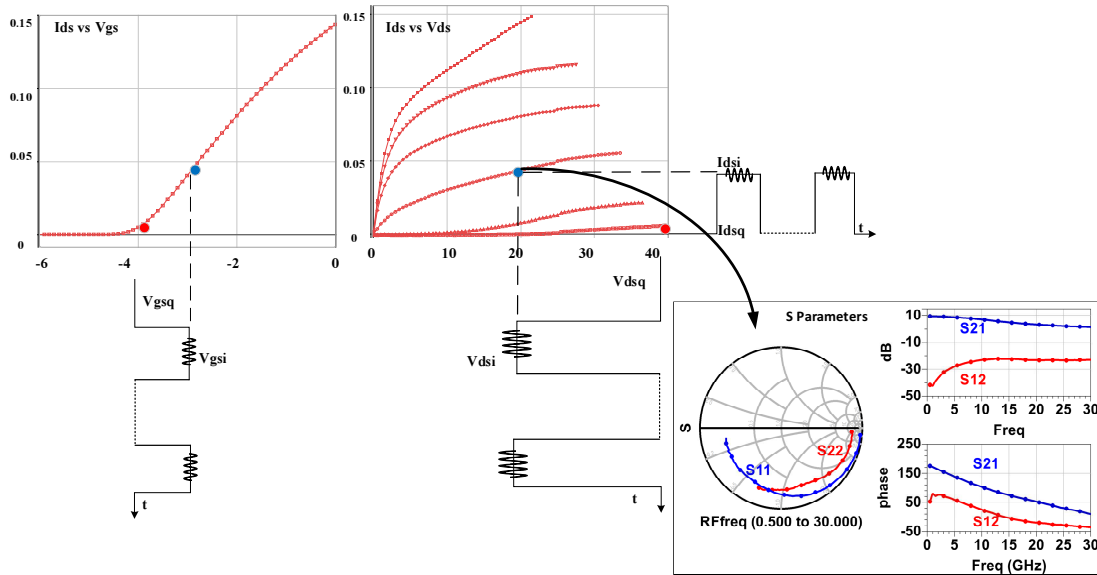 Ids vs Vgs
0.15
0.10
0.05
0
-6
-4
-2
0
Ids vs Vds
0.15
0.10
0.05
0
0
10
20
30
40
Idsi
Idsq
t
Vgsq
Vgsi
t
Vdsq
Vdsi
t
S Parameters
S
S11
S22
RFfreq (0.500 to 30.000)
10
-10
-30
-50
dB
S21
S12
0
5
10
15
20
25
30
Freq
250
150
50
-50
phase
S21
S12
0
5
10
15
20
25
30
Freq (GHz)